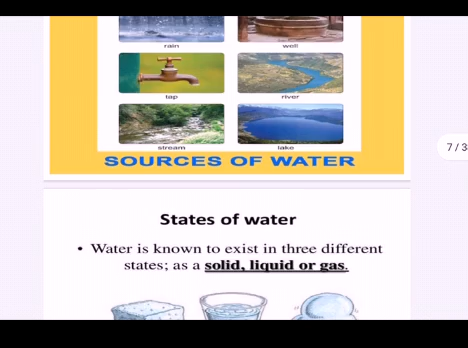 rain well
tap river
stream lake
SOURCES OF WATER
7 / 3
States of water
• Water is known to exist in three different
states; as a solid, liquid or gas.